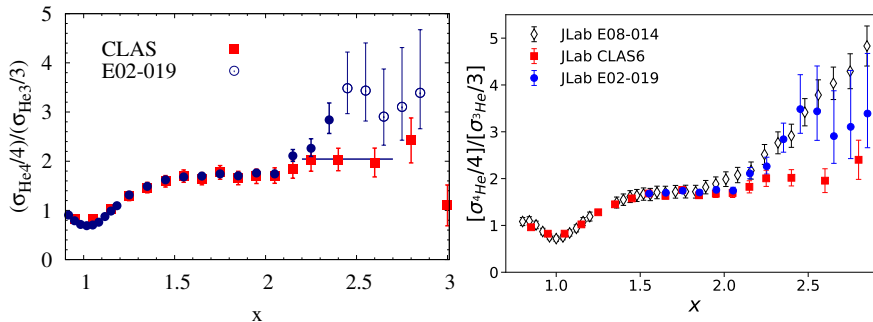 5
4
3
2
1
0
1
1.5
2
2.5
3
x
(σHe4/4)/(σHe3/3)
CLAS
E02-019
5
4
3
2
1
0
1.0
1.5
2.0
2.5
x
[σ⁴He/4]/[σ³He/3]
JLab E08-014
JLab CLAS6
JLab E02-019